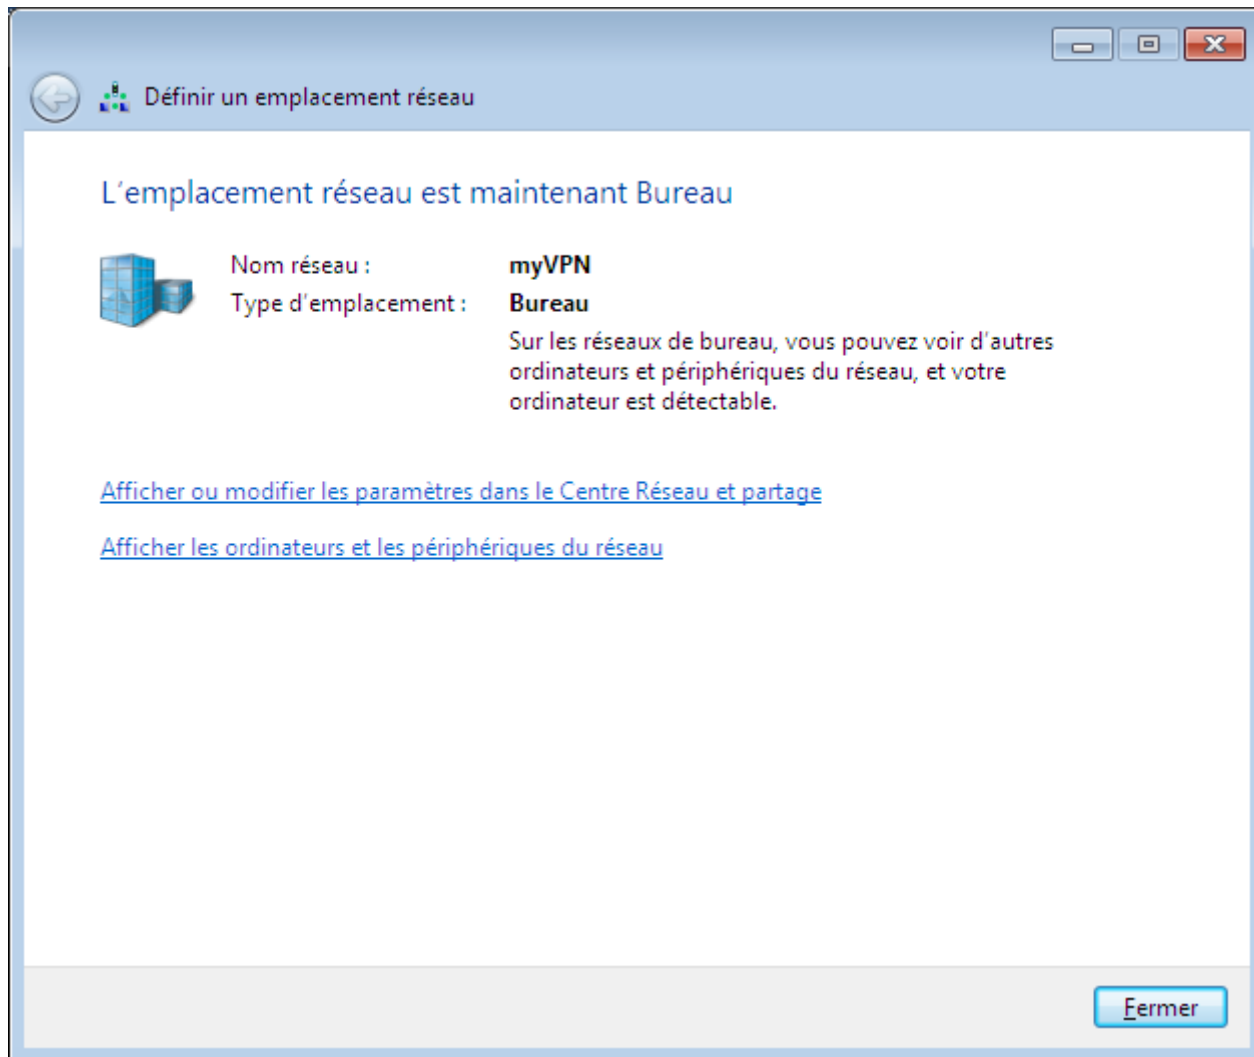 Définir un emplacement réseau
L'emplacement réseau est maintenant Bureau
Nom réseau : myVPN
Type d'emplacement : Bureau
Sur les réseaux de bureau, vous pouvez voir d'autres
ordinateurs et périphériques du réseau, et votre
ordinateur est détectable.
Afficher ou modifier les paramètres dans le Centre Réseau et partage
Afficher les ordinateurs et les périphériques du réseau
Fermer